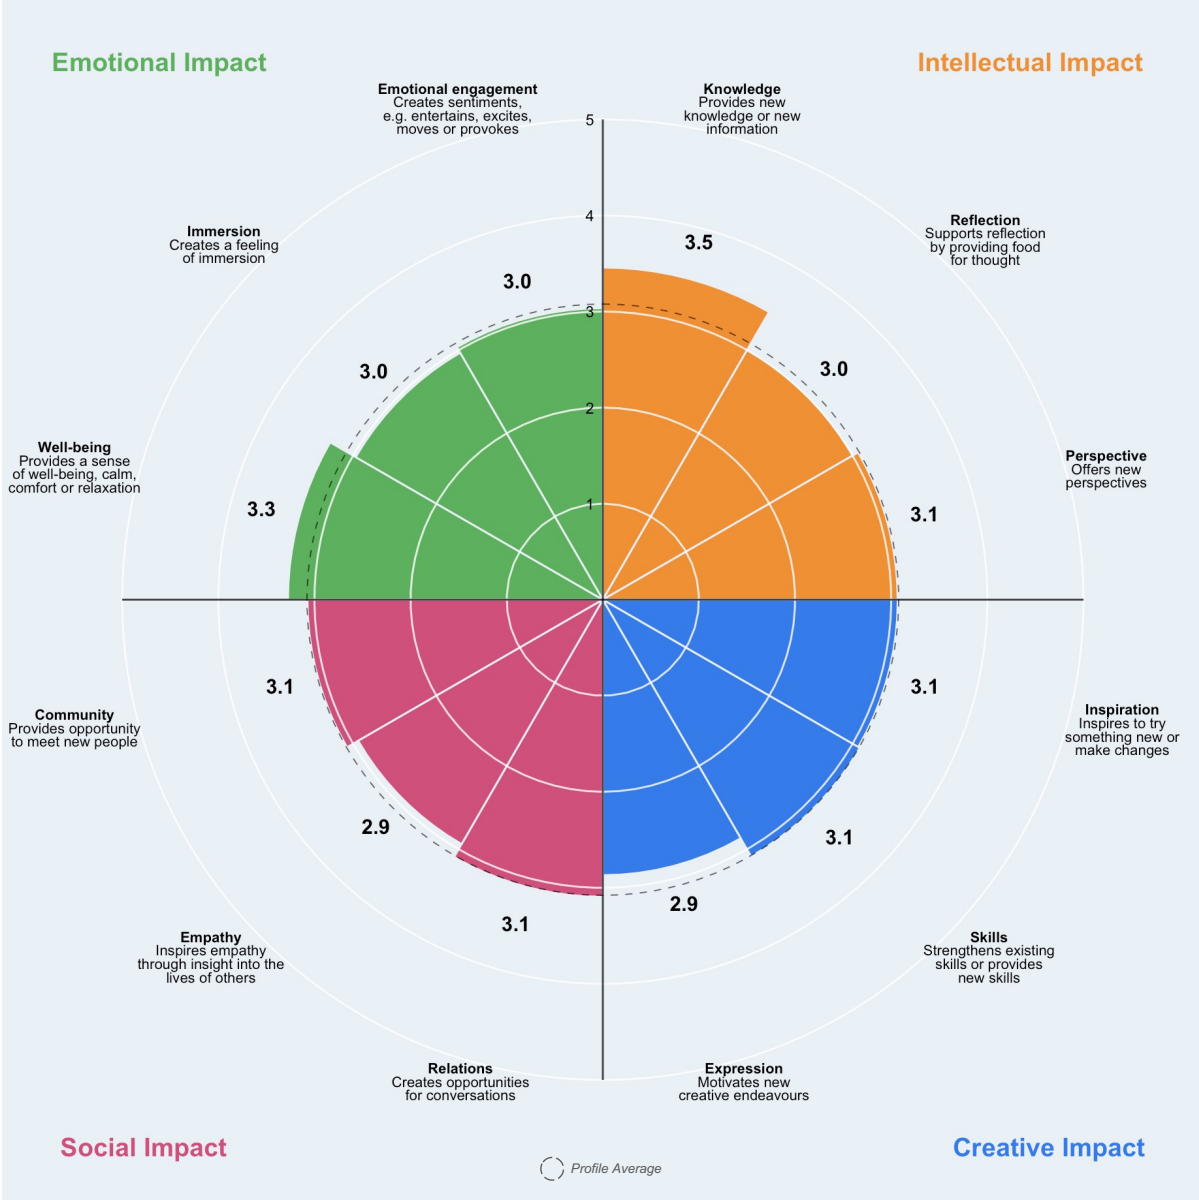 Emotional Impact
Intellectual Impact
Emotional engagement
Creates sentiments,
e.g. entertains, excites,
moves or provokes
Knowledge
Provides new
knowledge or new
information
5
4
3
2
1
Immersion
Creates a feeling
of immersion
Reflection
Supports reflection
by providing food
for thought
3.5
3.0
3.0
3.0
Well-being
Provides a sense
of well-being, calm,
comfort or relaxation
Perspective
Offers new
perspectives
3.3
3.1
3.1
3.1
Community
Provides opportunity
to meet new people
Inspiration
Inspires to try
something new or
make changes
2.9
3.1
3.1
2.9
Empathy
Inspires empathy
through insight into the
lives of others
Skills
Strengthens existing
skills or provides
new skills
Relations
Creates opportunities
for conversations
Expression
Motivates new
creative endeavours
Social Impact
Creative Impact
Profile Average